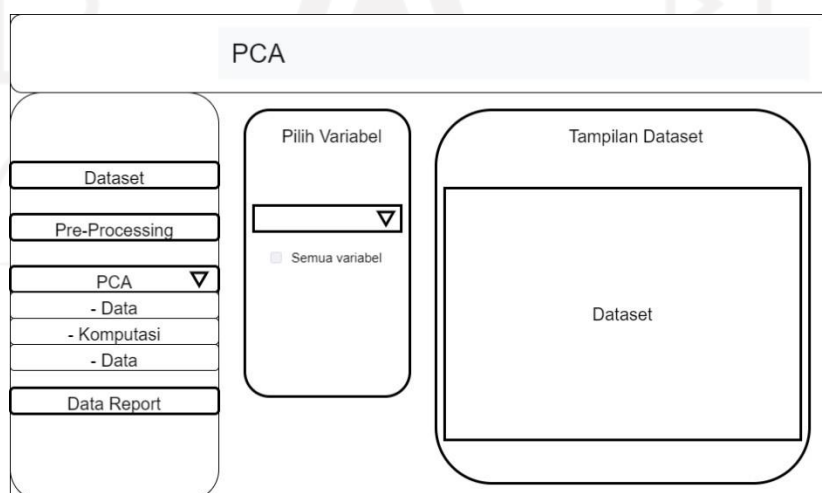 PCA
Dataset
Pre-Processing
PCA
- Data
- Komputasi
- Data
Data Report
Pilih Variabel
Semua variabel
Tampilan Dataset
Dataset